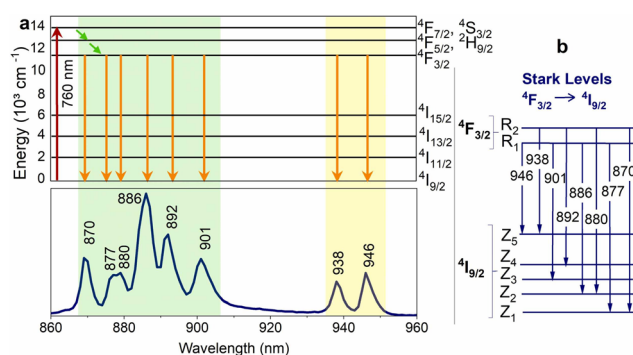 a
14
12
10
8
6
4
2
0
Energy (10³ cm⁻¹)
760 nm
⁴F₇/₂, ⁴S₃/₂
⁴F₅/₂, ²H₉/₂
⁴F₃/₂
⁴I₁₅/₂
⁴I₁₃/₂
⁴I₁₁/₂
⁴I₉/₂
870
877
880
886
892
901
938
946
860 880 900 920 940 960
Wavelength (nm)
b
Stark Levels
⁴F₃/₂ → ⁴I₉/₂
⁴F₃/₂
R₂
R₁
946
938
901
892
886
880
877
870
⁴I₉/₂
Z₅
Z₄
Z₃
Z₂
Z₁